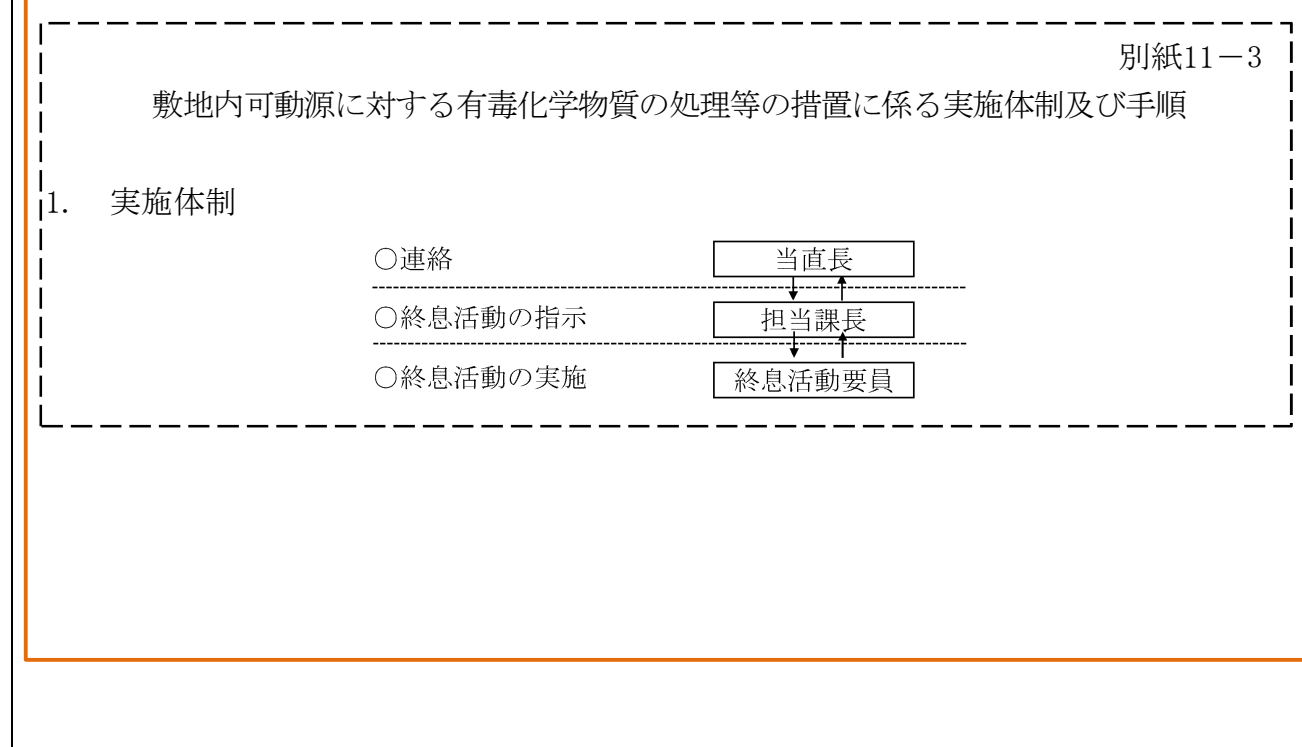 別紙11－3
敷地内可動源に対する有毒化学物質の処理等の措置に係る実施体制及び手順
1. 実施体制
○連絡 当直長
○終息活動の指示 担当課長
○終息活動の実施 終息活動要員